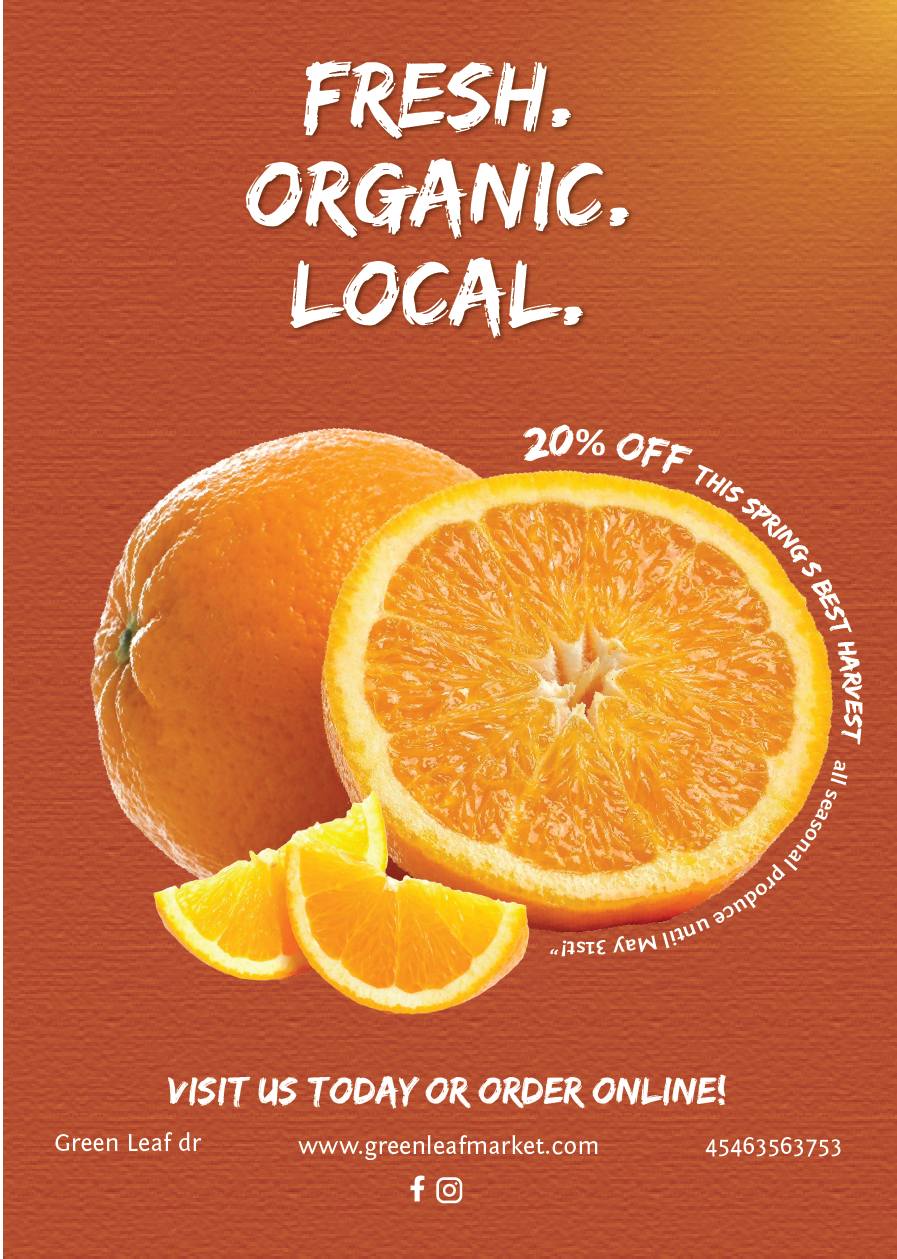 FRESH.
ORGANIC.
LOCAL.
20% OFF THIS SPRING'S BEST HARVEST all seasonal produce until May 31st!”
VISIT US TODAY OR ORDER ONLINE!
Green Leaf dr
www.greenleafmarket.com
45463563753